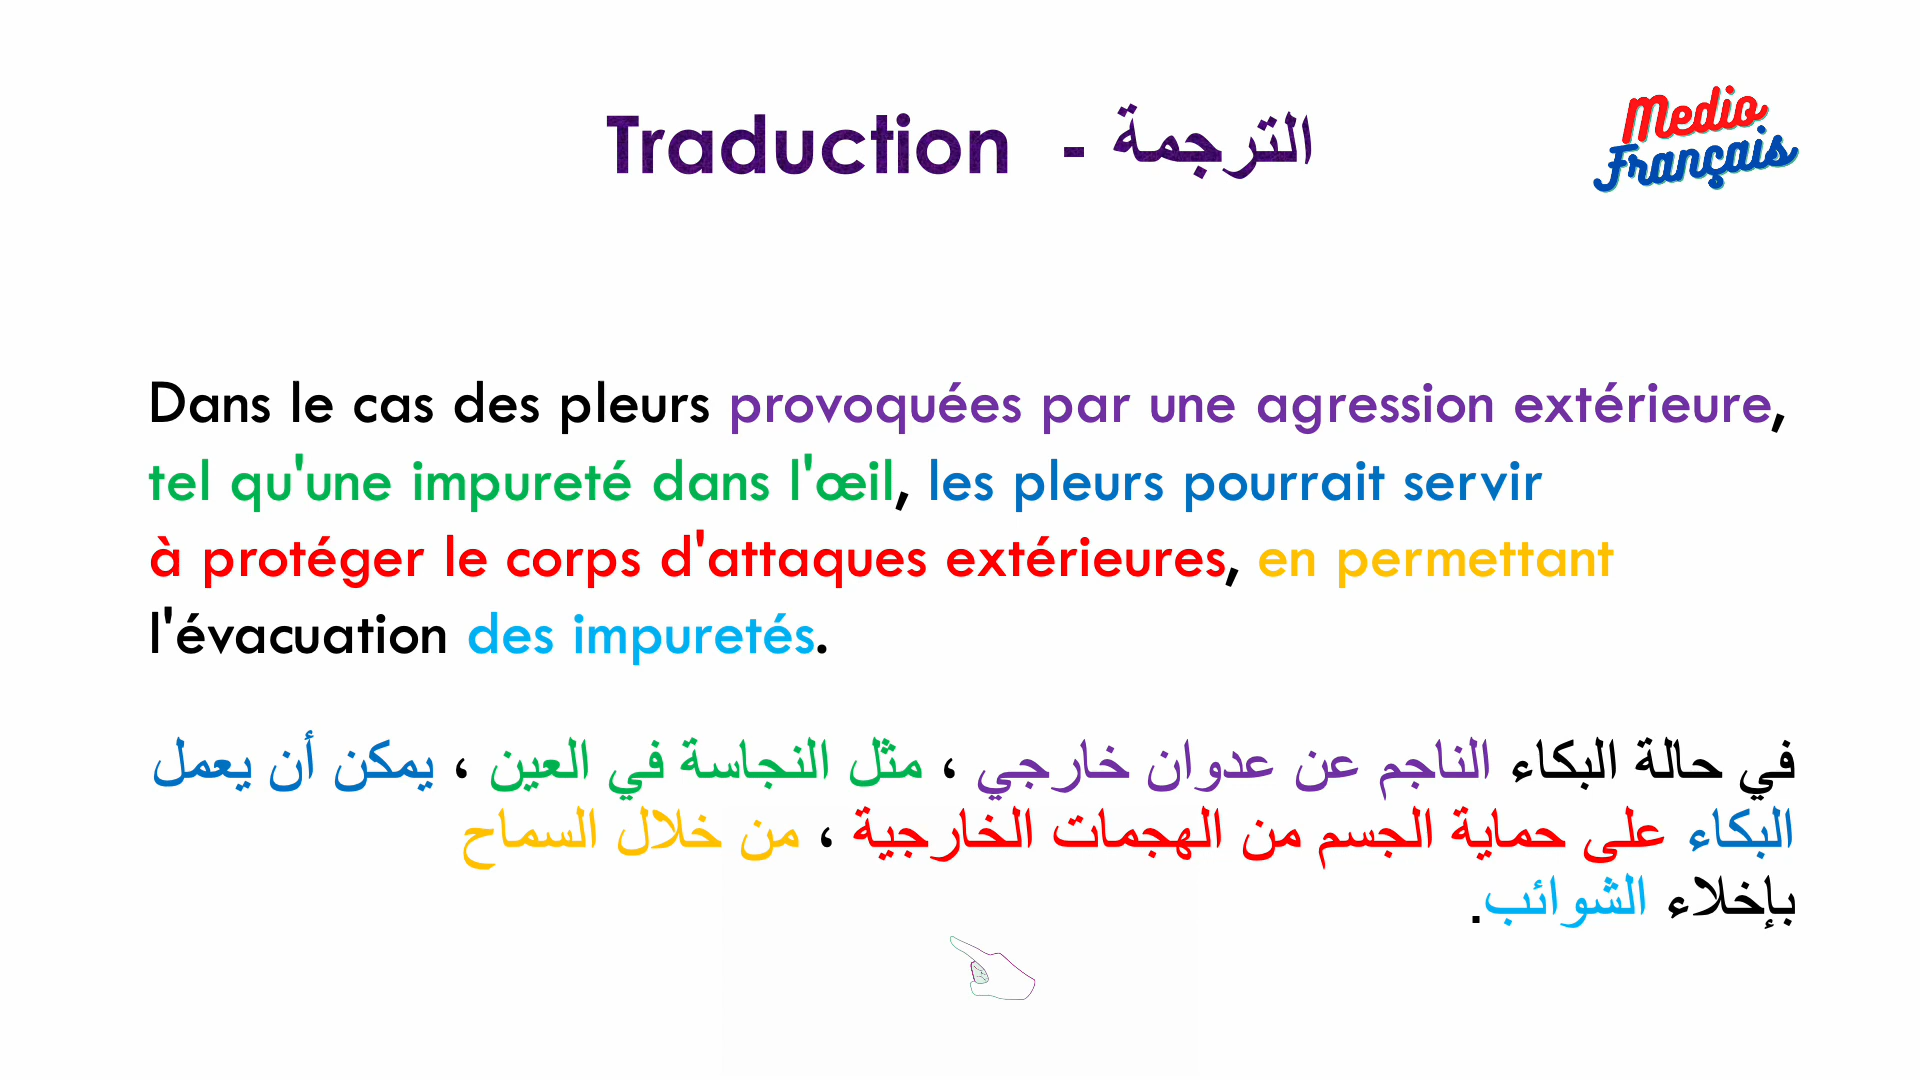 Traduction - الترجمة
Medio
Français
Dans le cas des pleurs provoquées par une agression extérieure,
tel qu'une impureté dans l'œil, les pleurs pourrait servir
à protéger le corps d'attaques extérieures, en permettant
l'évacuation des impuretés.
في حالة البكاء الناجم عن عدوان خارجي ، مثل النجاسة في العين ، يمكن أن يعمل
البكاء على حماية الجسم من الهجمات الخارجية ، من خلال السماح
بإخلاء الشوائب.